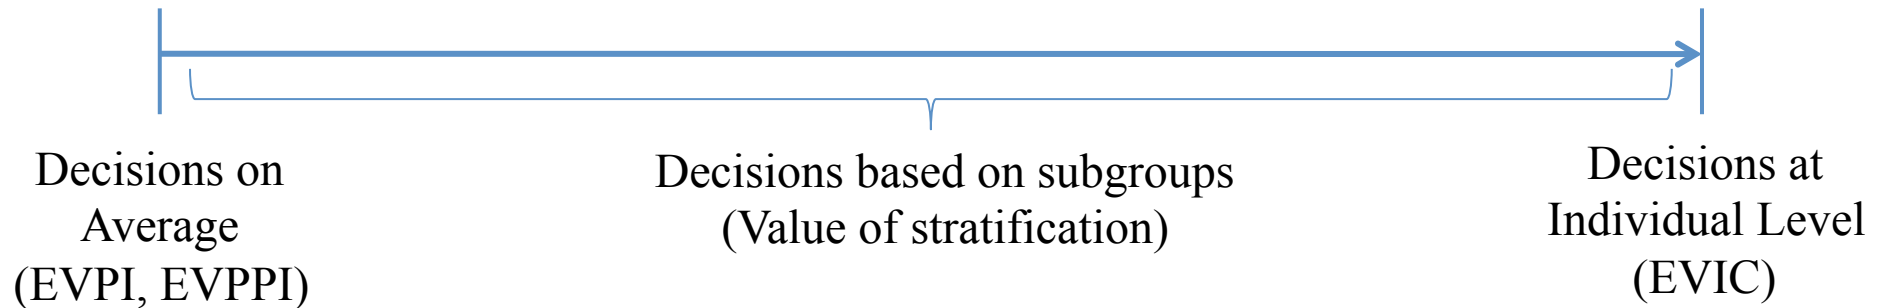 Decisions on
Average
(EVPI, EVPPI)
Decisions based on subgroups
(Value of stratification)
Decisions at
Individual Level
(EVIC)